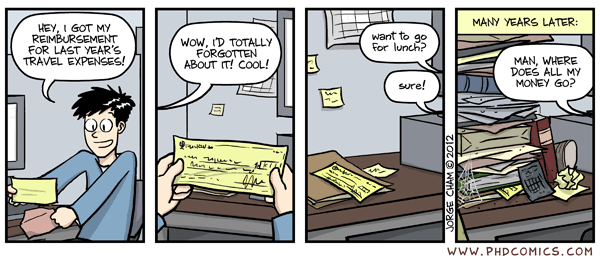 HEY, I GOT MY
REIMBURSEMENT
FOR LAST YEAR'S
TRAVEL EXPENSES!
WOW, I'D TOTALLY
FORGOTTEN
ABOUT IT! COOL!
want to go
for lunch?
sure!
JORGE CHAM © 2012
MANY YEARS LATER:
MAN, WHERE
DOES ALL MY
MONEY GO?
WWW.PHDCOMICS.COM